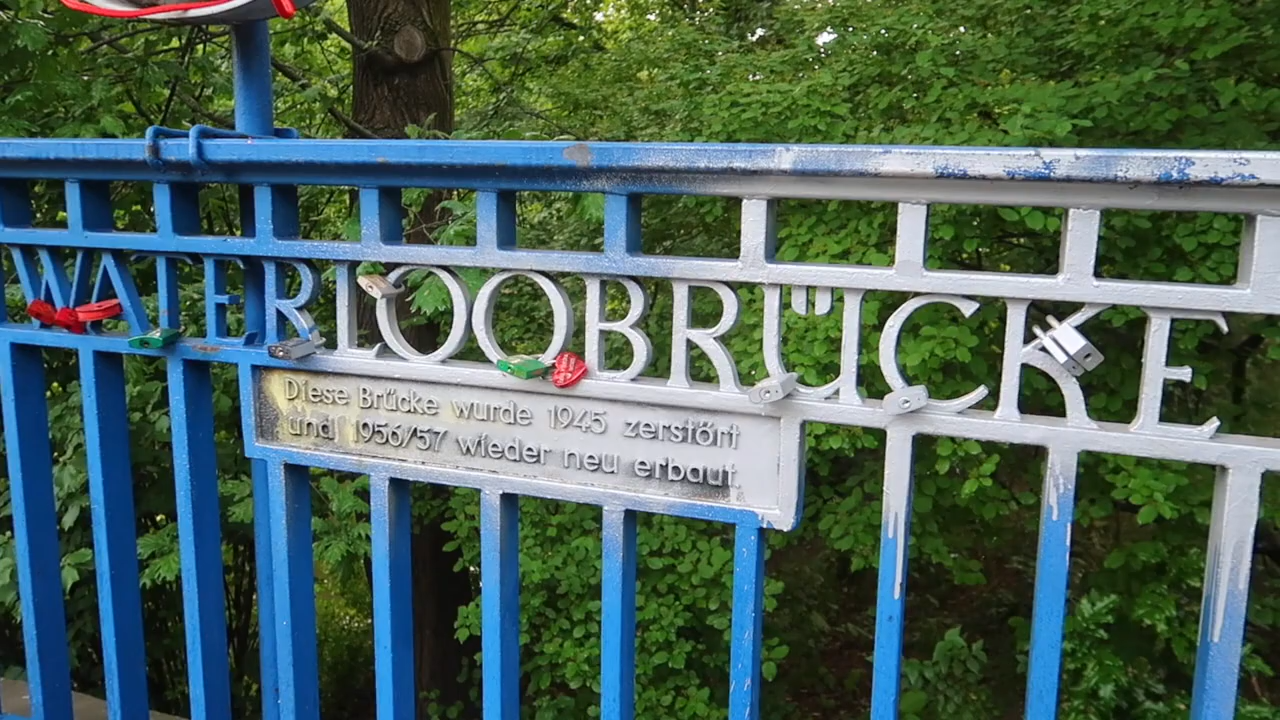 WATERLOOBRÜCKE
Diese Brücke wurde 1945 zerstört
und 1956/57 wieder neu erbaut.